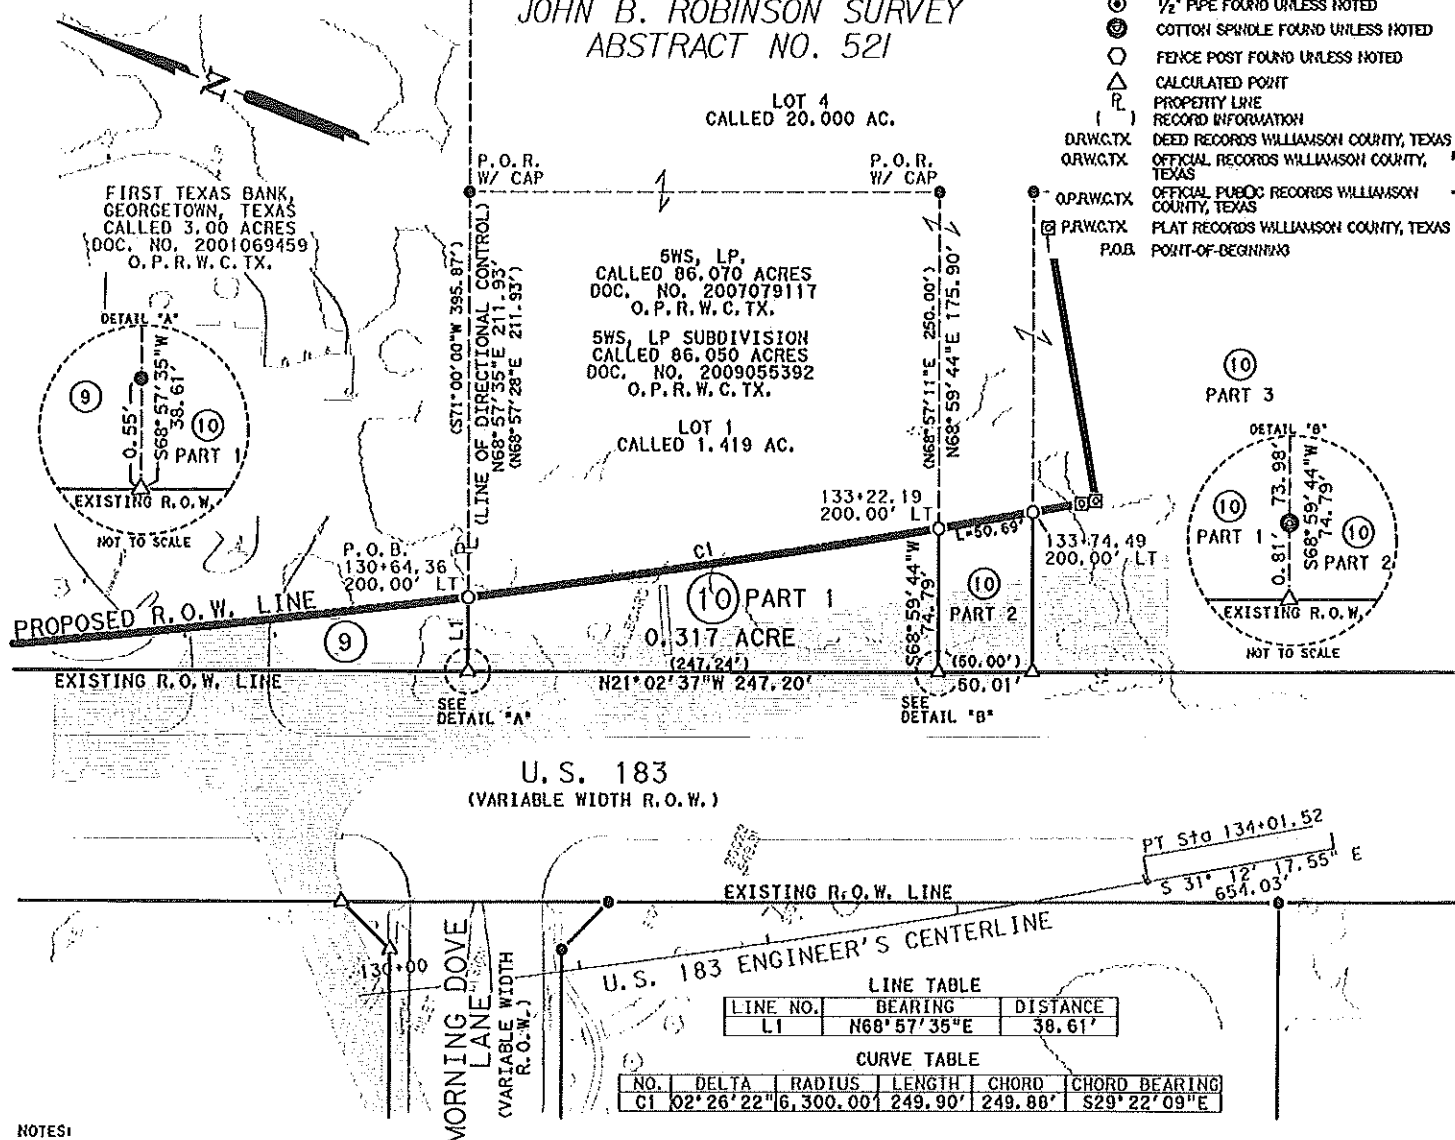 JOHN B. ROBINSON SURVEY
ABSTRACT NO. 521
1/2" PIPE FOUND UNLESS NOTED
COTTON SPINDLE FOUND UNLESS NOTED
FENCE POST FOUND UNLESS NOTED
CALCULATED POINT
PROPERTY LINE
( ) RECORD INFORMATION
D.R.W.C.TX. DEED RECORDS WILLIAMSON COUNTY, TEXAS
O.R.W.C.TX. OFFICIAL RECORDS WILLIAMSON COUNTY,
TEXAS
O.P.R.W.C.TX. OFFICIAL PUBLIC RECORDS WILLIAMSON
COUNTY, TEXAS
P.R.W.C.TX. PLAT RECORDS WILLIAMSON COUNTY, TEXAS
P.O.B. POINT-OF-BEGINNING
N
LOT 4
CALLED 20.000 AC.
P.O.R.
W/ CAP
P.O.R.
W/ CAP
FIRST TEXAS BANK,
GEORGETOWN, TEXAS
CALLED 3.00 ACRES
DOC. NO. 2001069459
O.P.R.W.C.TX.
5WS, LP.
CALLED 86.070 ACRES
DOC. NO. 2007079117
O.P.R.W.C.TX.
5WS, LP SUBDIVISION
CALLED 86.050 ACRES
DOC. NO. 2009055392
O.P.R.W.C.TX.
LOT 1
CALLED 1.419 AC.
(S71°00'00"W 395.87')
(LINE OF DIRECTIONAL CONTROL)
N68°57'35"E 211.93'
(N68°57'28"E 211.93')
(N68°57'11"E 250.00')
N68°59'44"E 175.90'
DETAIL "A"
9
0.55'
S68°57'35"W
38.61'
10
PART 1
EXISTING R.O.W.
NOT TO SCALE
10
PART 3
DETAIL "B"
10
PART 1
73.98'
0.81'
S68°59'44"W
74.79'
10
PART 2
EXISTING R.O.W.
NOT TO SCALE
P.O.B.
130+64.36
200.00' LT
133+22.19
200.00' LT
L=50.69'
133+74.49
200.00' LT
C1
PROPOSED R.O.W. LINE
9
L1
10 PART 1
0.317 ACRE
S68°59'44"W
74.79'
10
PART 2
(247.24')
N21°02'37"W 247.20'
(50.00')
50.01'
EXISTING R.O.W. LINE
SEE
DETAIL "A"
SEE
DETAIL "B"
U.S. 183
(VARIABLE WIDTH R.O.W.)
PT Sta 134+01.52
S 31° 12' 17.55" E
654.03'
EXISTING R.O.W. LINE
U.S. 183 ENGINEER'S CENTERLINE
130+00
MORNING DOVE
LANE
(VARIABLE WIDTH
R.O.W.)
LINE TABLE
LINE NO. BEARING DISTANCE
L1 N68°57'35"E 38.61'
CURVE TABLE
NO. DELTA RADIUS LENGTH CHORD CHORD BEARING
C1 02°26'22" 6,300.00' 249.90' 249.88' S29°22'09"E
NOTES: